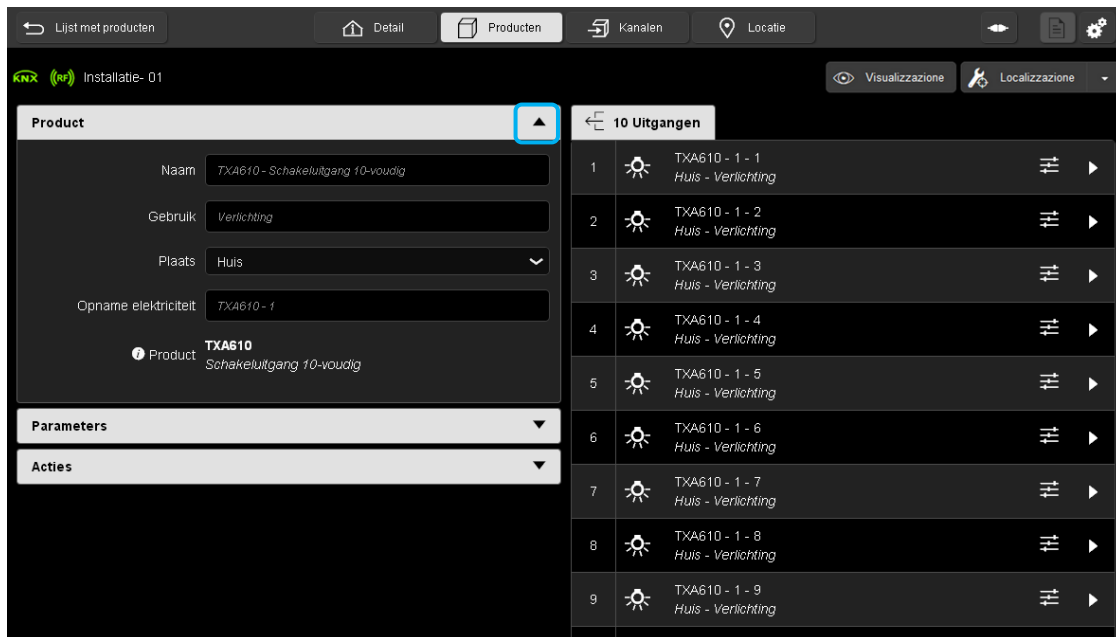 Lijst met producten
Detail
Producten
Kanalen
Locatie
KNX RF Installatie- 01
Visualizzazione
Localizzazione
Product
Naam TXA610 - Schakeluitgang 10-voudig
Gebruik Verlichting
Plaats Huis
Opname elektriciteit TXA610 - 1
i Product TXA610
Schakeluitgang 10-voudig
Parameters
Acties
10 Uitgangen
1 TXA610 - 1 - 1
Huis - Verlichting
2 TXA610 - 1 - 2
Huis - Verlichting
3 TXA610 - 1 - 3
Huis - Verlichting
4 TXA610 - 1 - 4
Huis - Verlichting
5 TXA610 - 1 - 5
Huis - Verlichting
6 TXA610 - 1 - 6
Huis - Verlichting
7 TXA610 - 1 - 7
Huis - Verlichting
8 TXA610 - 1 - 8
Huis - Verlichting
9 TXA610 - 1 - 9
Huis - Verlichting